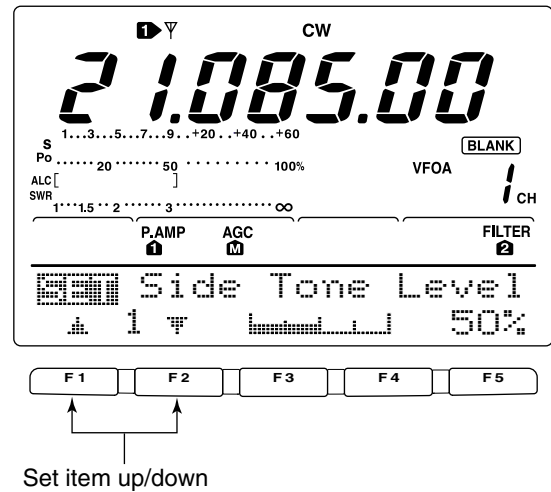 1 CW
21.085.00
S 1...3...5...7...9..+20..+40..+60
BLANK
Po ......20......50..........100%
VFOA 1 CH
ALC [ ]
SWR 1....1.5..2......3..............∞
P.AMP AGC FILTER
1 M 2
SET Side Tone Level
1 50%
F1 F2 F3 F4 F5
Set item up/down